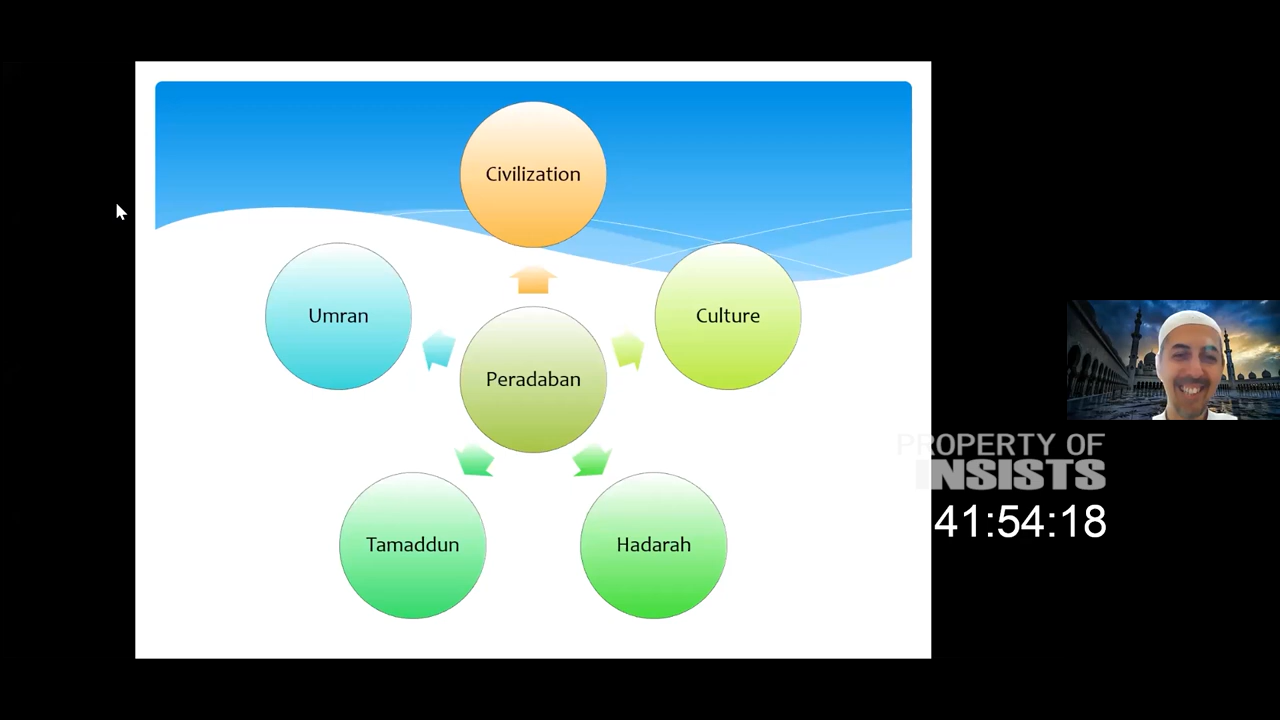 Civilization
Umran
Culture
Peradaban
Tamaddun
Hadarah
PROPERTY OF
INSISTS
41:54:18